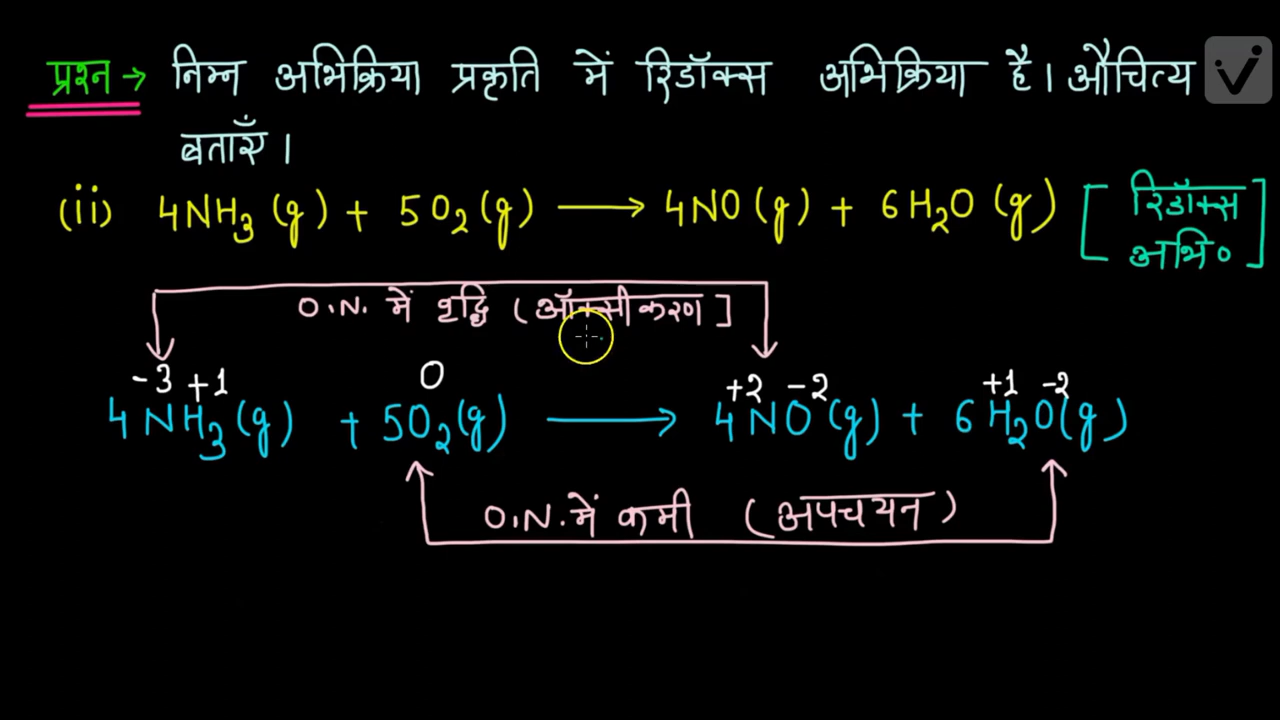 प्रश्न → निम्न अभिक्रिया प्रकृति में रिडॉक्स अभिक्रिया है। औचित्य
बताएँ।
(ii) 4NH₃(g) + 5O₂(g) ⟶ 4NO(g) + 6H₂O(g) [रिडॉक्स
अभि०]
O.N. में वृद्धि (ऑक्सीकरण]
-3 +1 0 +2 -2 +1 -2
4NH₃(g) + 5O₂(g) ⟶ 4NO(g) + 6H₂O(g)
O.N. में कमी (अपचयन)